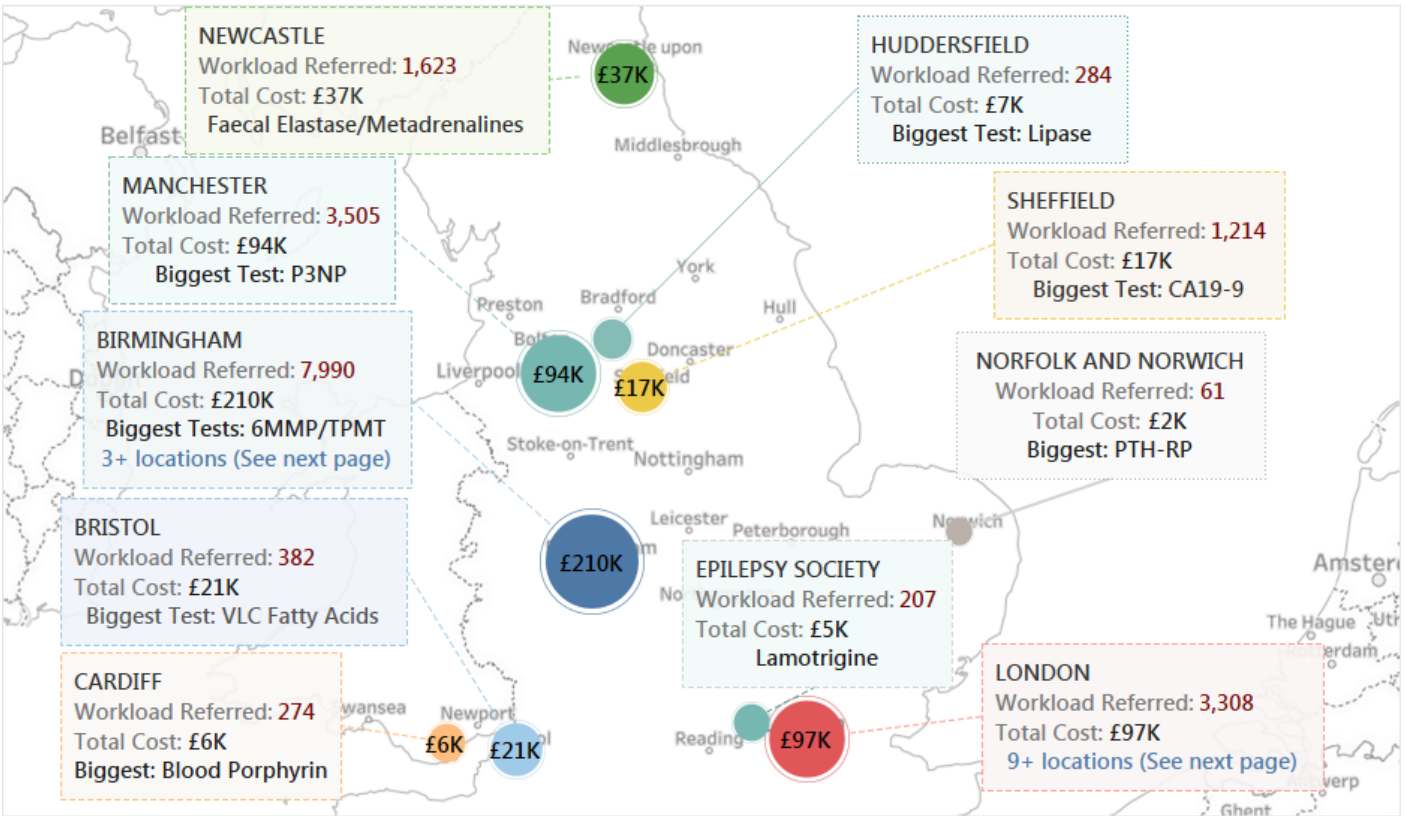 NEWCASTLE
Workload Referred: 1,623
Total Cost: £37K
Faecal Elastase/Metadrenalines
£37K
Middlesbrough
HUDDERSFIELD
Workload Referred: 284
Total Cost: £7K
Biggest Test: Lipase
Belfast
MANCHESTER
Workload Referred: 3,505
Total Cost: £94K
Biggest Test: P3NP
SHEFFIELD
Workload Referred: 1,214
Total Cost: £17K
Biggest Test: CA19-9
York
Preston
Bradford
Hull
Doncaster
Liverpool
£94K
£17K
BIRMINGHAM
Workload Referred: 7,990
Total Cost: £210K
Biggest Tests: 6MMP/TPMT
3+ locations (See next page)
NORFOLK AND NORWICH
Workload Referred: 61
Total Cost: £2K
Biggest: PTH-RP
Stoke-on-Trent
Nottingham
Leicester
Peterborough
Norwich
£210K
BRISTOL
Workload Referred: 382
Total Cost: £21K
Biggest Test: VLC Fatty Acids
EPILEPSY SOCIETY
Workload Referred: 207
Total Cost: £5K
Lamotrigine
The Hague
Rotterdam
CARDIFF
Workload Referred: 274
Total Cost: £6K
Biggest: Blood Porphyrin
Swansea
Newport
£6K
£21K
Reading
£97K
LONDON
Workload Referred: 3,308
Total Cost: £97K
9+ locations (See next page)
Antwerp
Ghent